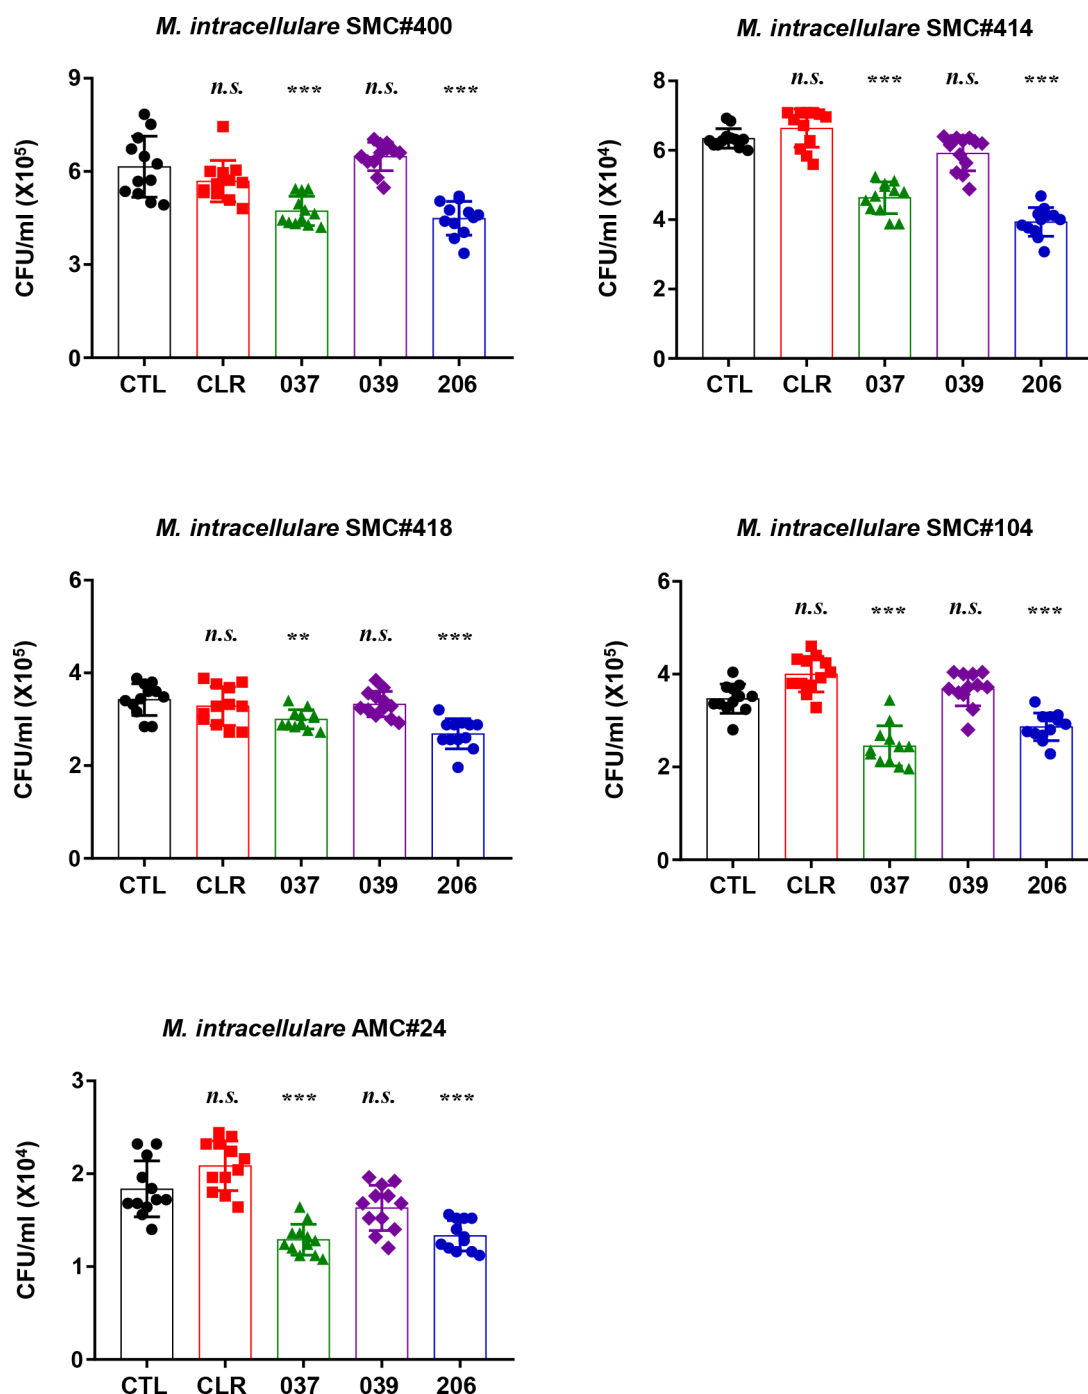 M. intracellulare SMC#400
n.s. *** n.s. ***
CFU/ml (X10⁵)
9
6
3
0
CTL CLR 037 039 206
M. intracellulare SMC#414
n.s. *** n.s. ***
CFU/ml (X10⁴)
8
6
4
2
0
CTL CLR 037 039 206
M. intracellulare SMC#418
n.s. ** n.s. ***
CFU/ml (X10⁵)
6
4
2
0
CTL CLR 037 039 206
M. intracellulare SMC#104
n.s. *** n.s. ***
CFU/ml (X10⁵)
6
4
2
0
CTL CLR 037 039 206
M. intracellulare AMC#24
n.s. *** n.s. ***
CFU/ml (X10⁴)
3
2
1
0
CTL CLR 037 039 206